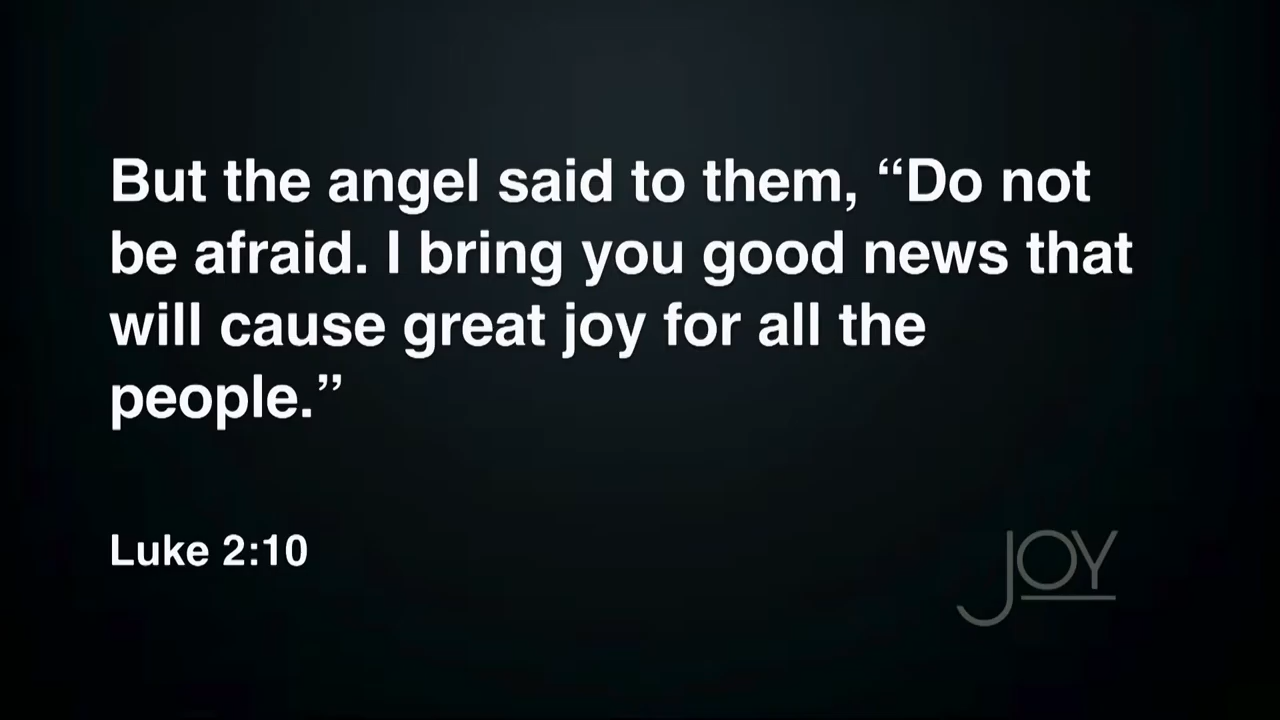 But the angel said to them, “Do not
be afraid. I bring you good news that
will cause great joy for all the
people.”
Luke 2:10
JOY